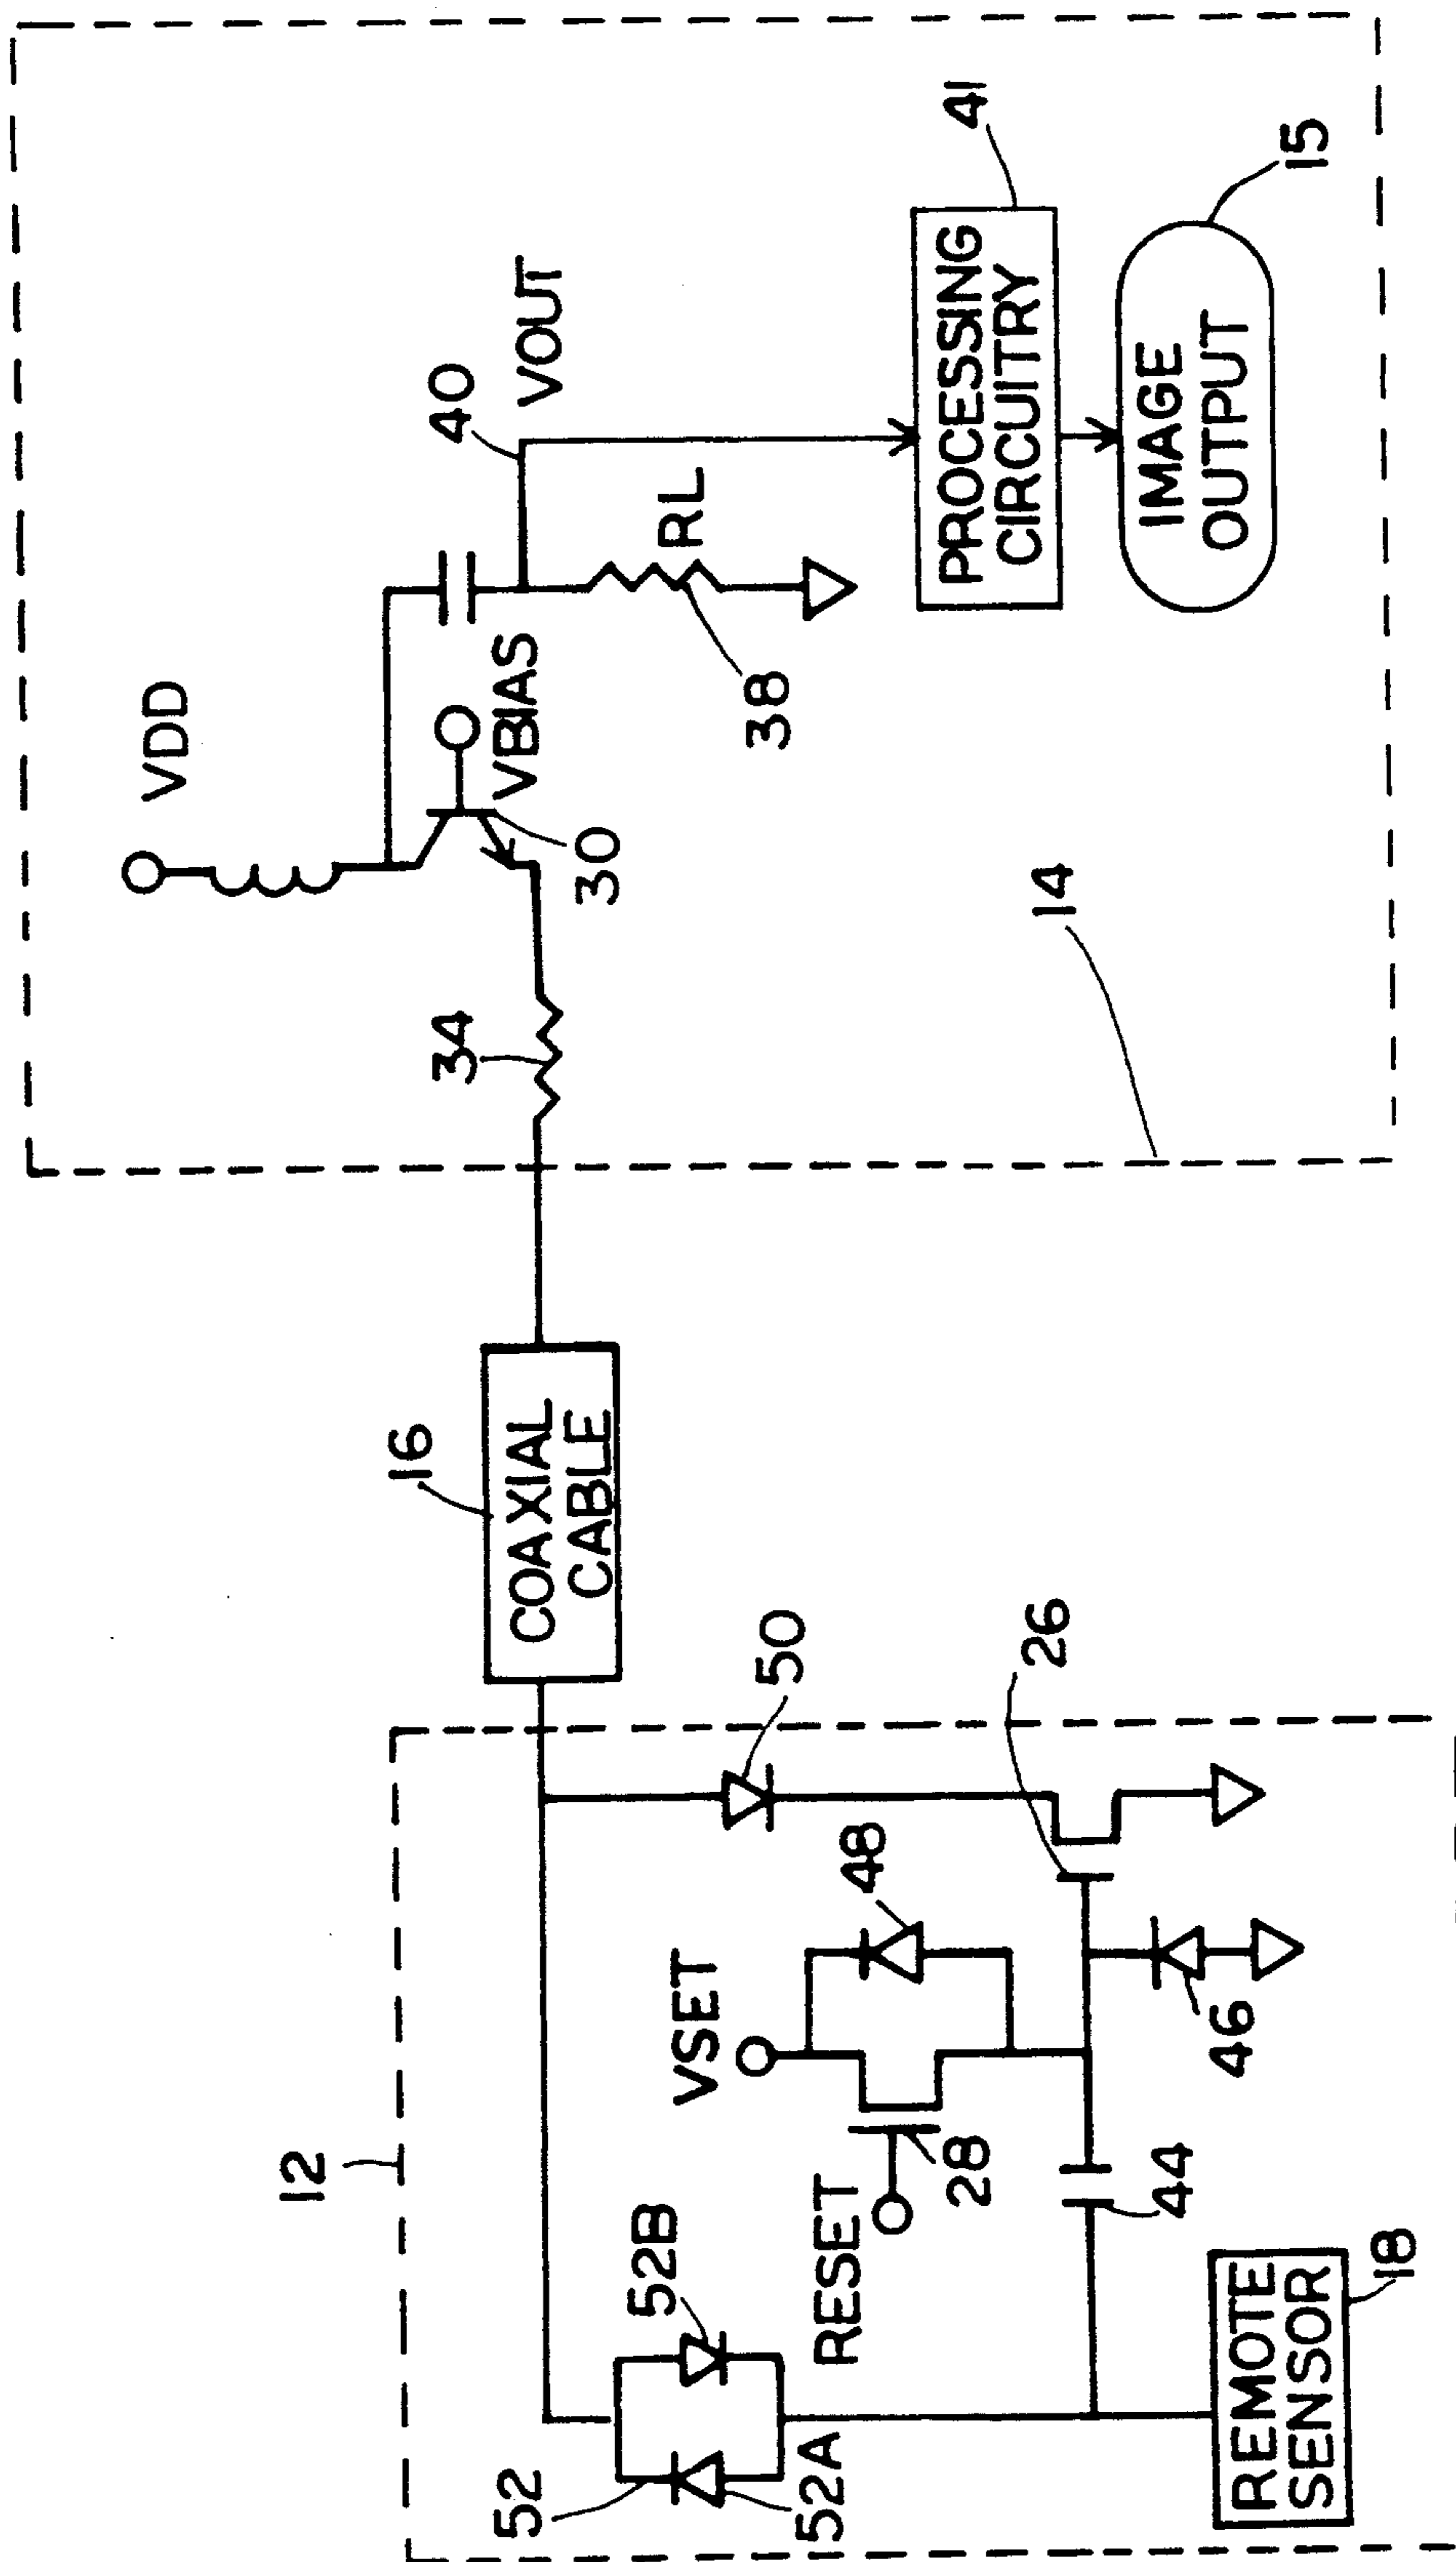 12
52
52A
52B
RESET
VSET
28
48
50
26
44
46
REMOTE
SENSOR
18
16
COAXIAL
CABLE
34
VDD
30
VBIAS
40
VOUT
RL
38
14
PROCESSING
CIRCUITRY
41
IMAGE
OUTPUT
15